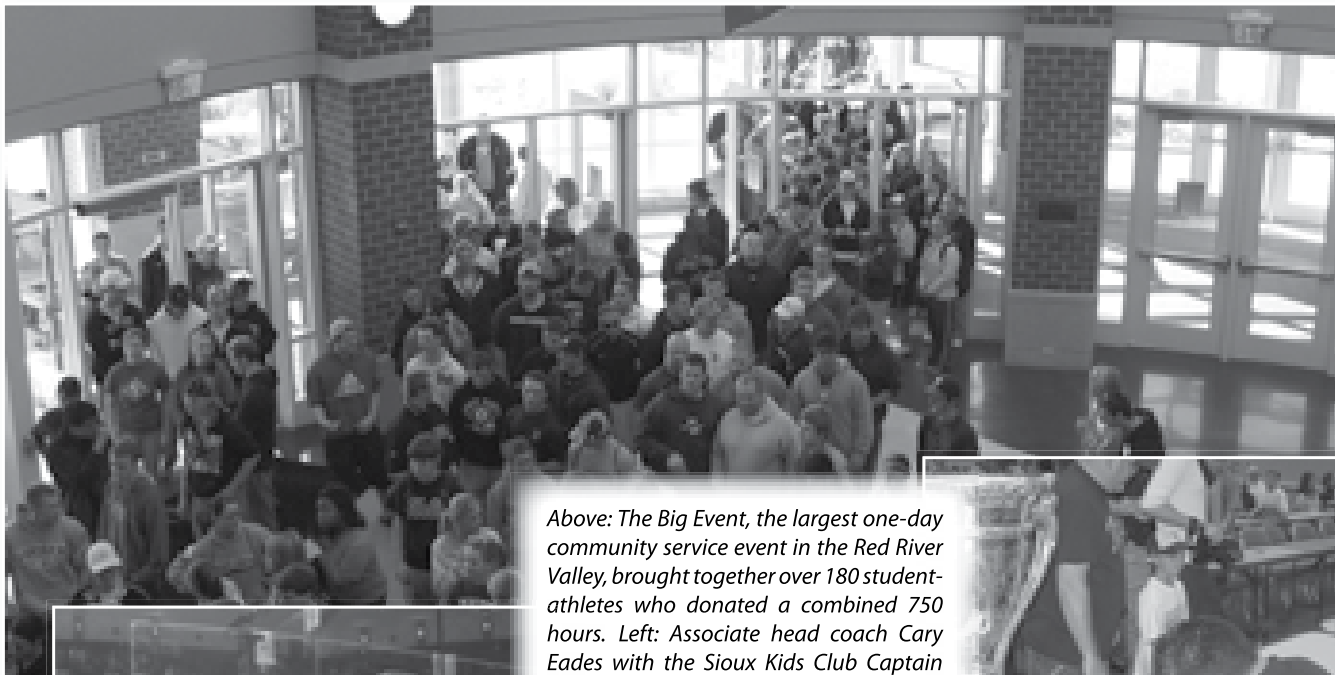 Above: The Big Event, the largest one-day
community service event in the Red River
Valley, brought together over 180 student-
athletes who donated a combined 750
hours. Left: Associate head coach Cary
Eades with the Sioux Kids Club Captain